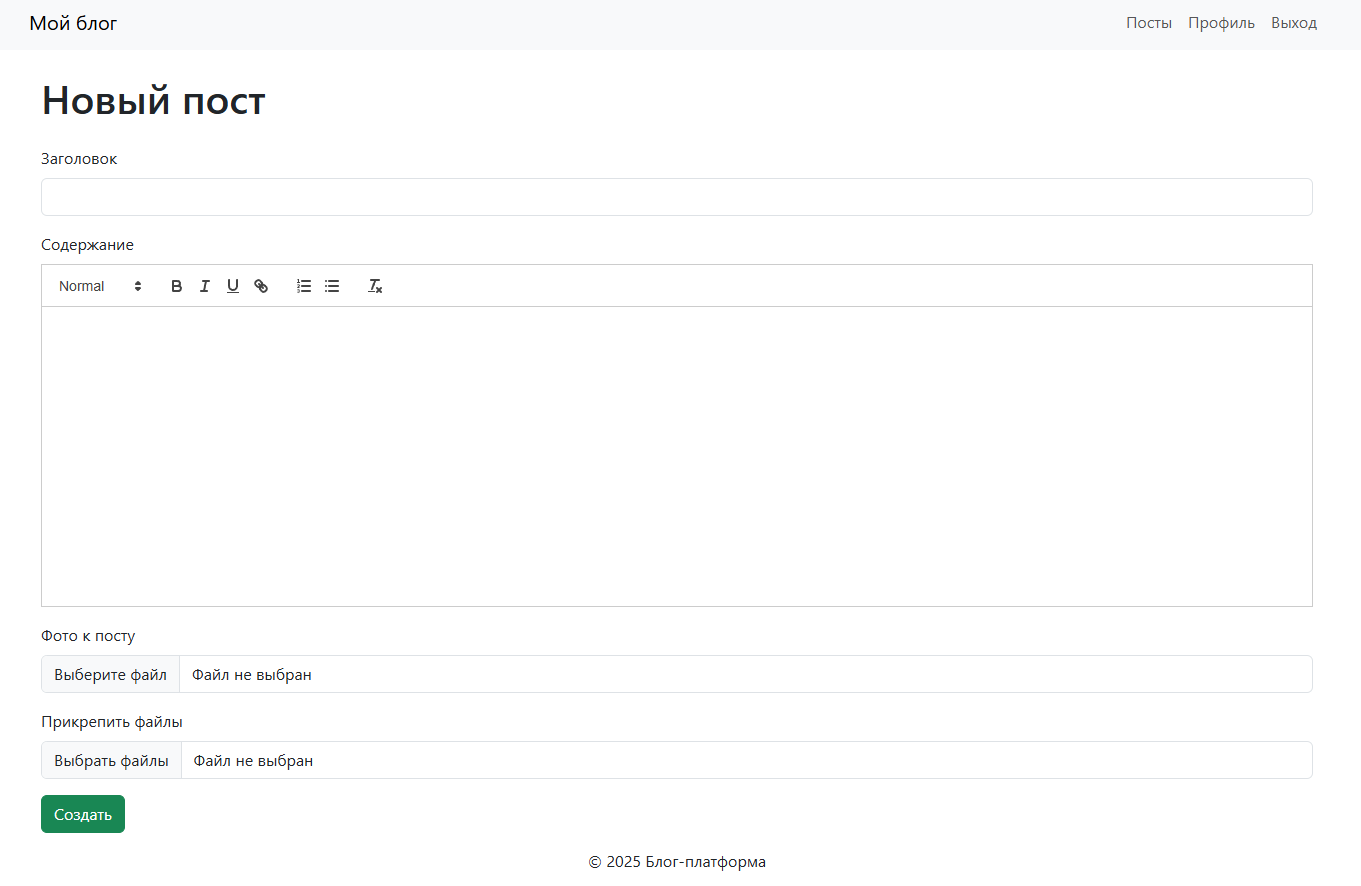 Мой блог Посты Профиль Выход
Новый пост
Заголовок
Содержание
Normal B I U
Фото к посту
Выберите файл Файл не выбран
Прикрепить файлы
Выбрать файлы Файл не выбран
Создать
© 2025 Блог-платформа